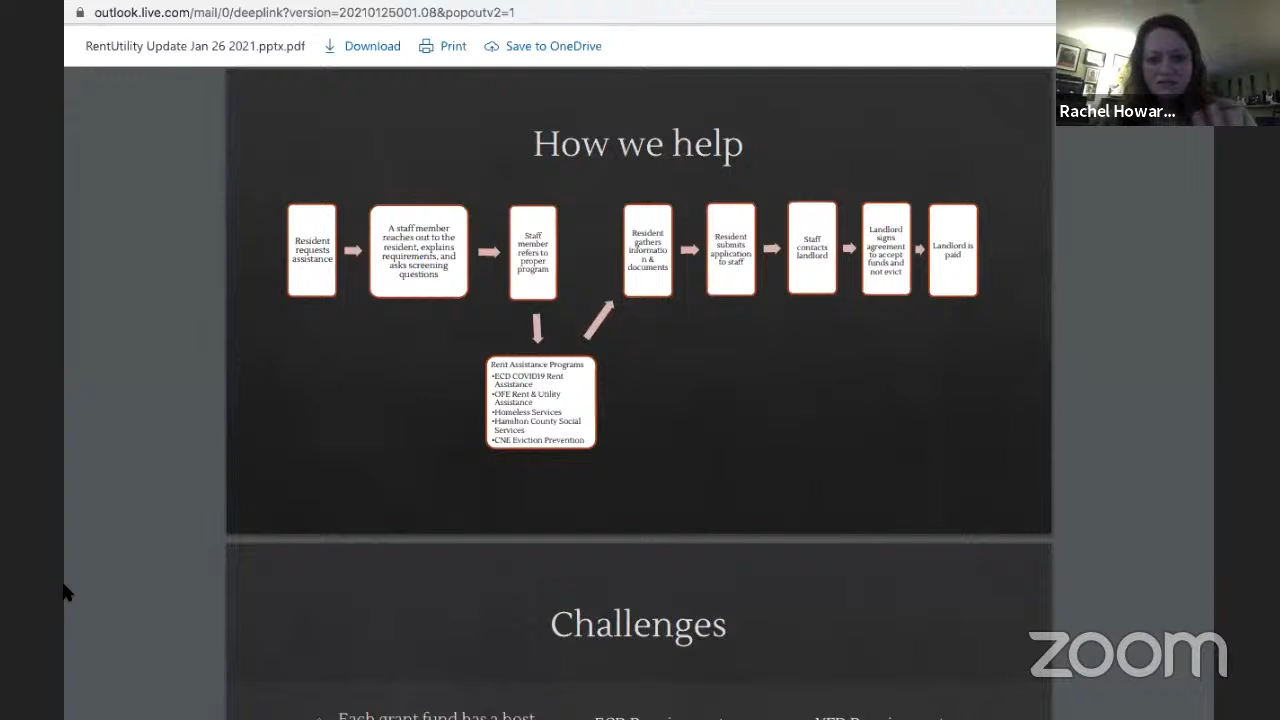 outlook.live.com/mail/0/deeplink?version=20210125001.08&popoutv2=1
RentUtility Update Jan 26 2021.pptx.pdf
Download
Print
Save to OneDrive
Rachel Howar...
How we help
Resident
requests
assistance
A staff member
reaches out to the
resident, explains
requirements, and
asks screening
questions
Staff
member
refers to
proper
program
Resident
gathers
informatio
n &
documents
Resident
submits
application
to staff
Staff
contacts
landlord
Landlord
signs
agreement
to accept
funds and
not evict
Landlord is
paid
Rent Assistance Programs
•ECD COVID19 Rent
Assistance
•OFE Rent & Utility
Assistance
•Homeless Services
•Hamilton County Social
Services
•CNE Eviction Prevention
Challenges
zoom
Each grant fund has a host